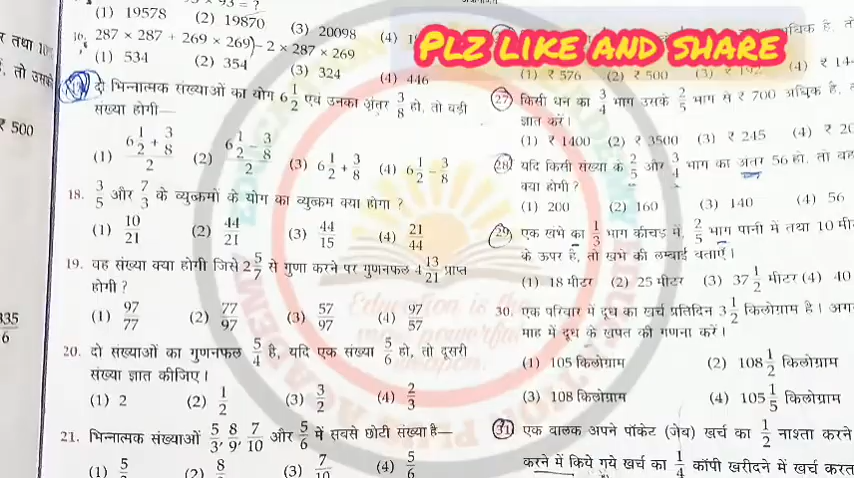 PLZ LIKE AND SHARE
(1) 19578 (2) 19870 (3) 20098
287 × 287 + 269 × 269) – 2 × 287 × 269
(1) 534 (2) 354 (3) 324 (4) 446
दो भिन्नात्मक संख्याओं का योग 6 1/2 एवं उनका अंतर 3/8 हो, तो बड़ी
संख्या होगी—
(1) (6 1/2 + 3/8)/2 (2) (6 1/2 – 3/8)/2 (3) 6 1/2 + 3/8 (4) 6 1/2 – 3/8
18. 3/5 और 7/3 के व्युत्क्रमों के योग का व्युत्क्रम क्या होगा ?
(1) 10/21 (2) 44/21 (3) 44/15 (4) 21/44
19. वह संख्या क्या होगी जिसे 2 5/7 से गुणा करने पर गुणनफल 4 13/21 प्राप्त
होगी ?
(1) 97/77 (2) 77/97 (3) 57/97 (4) 97/57
20. दो संख्याओं का गुणनफल 5/4 है, यदि एक संख्या 5/6 हो, तो दूसरी
संख्या ज्ञात कीजिए।
(1) 2 (2) 1/2 (3) 3/2 (4) 2/3
21. भिन्नात्मक संख्याओं 5/3, 8/9, 7/10 और 5/6 में सबसे छोटी संख्या है—
(3) 7/10 (4) 5/6
र तथा 10%
, तो उसके
₹ 500
335
6
(1) ₹ 576 (2) ₹ 500
27. किसी धन का 3/4 भाग उसके 2/5 भाग से ₹ 700 अधिक है,
ज्ञात करें।
(1) ₹ 1400 (2) ₹ 3500 (3) ₹ 245
28. यदि किसी संख्या के 2/5 और 3/4 भाग का अंतर 56 हो, तो वह
क्या होगी ?
(1) 200 (2) 160 (3) 140 (4) 56
29. एक खंभे का 1/3 भाग कीचड़ में, 2/5 भाग पानी में तथा 10 मी
के ऊपर है, तो खंभे की लम्बाई बताएँ।
(1) 18 मीटर (2) 25 मीटर (3) 37 1/2 मीटर (4) 40
30. एक परिवार में दूध का खर्च प्रतिदिन 3 1/2 किलोग्राम है।
माह में दूध के खपत की गणना करें।
(1) 105 किलोग्राम (2) 108 1/2 किलोग्राम
(3) 108 किलोग्राम (4) 105 1/5 किलोग्राम
31. एक बालक अपने पॉकेट (जेब) खर्च का 1/2 नाश्ता करने
करने में किये गये खर्च का 1/4 कॉपी खरीदने में खर्च करत